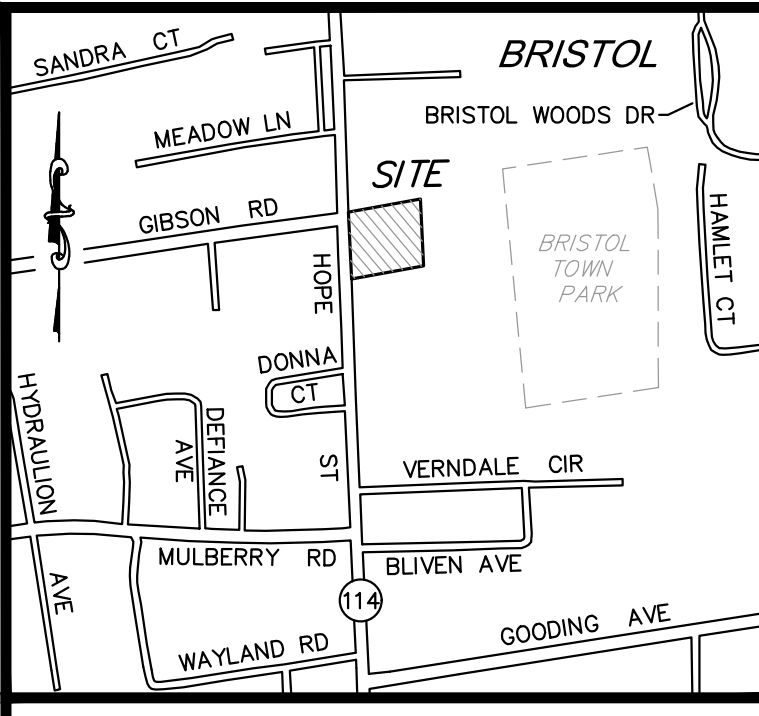 SANDRA CT
BRISTOL
BRISTOL WOODS DR
MEADOW LN
SITE
GIBSON RD
HAMLET CT
BRISTOL
TOWN
PARK
HOPE
ST
DONNA
CT
HYDRAULION
AVE
DEFIANCE
AVE
VERNDALE CIR
MULBERRY RD
BLIVEN AVE
114
GOODING AVE
WAYLAND RD